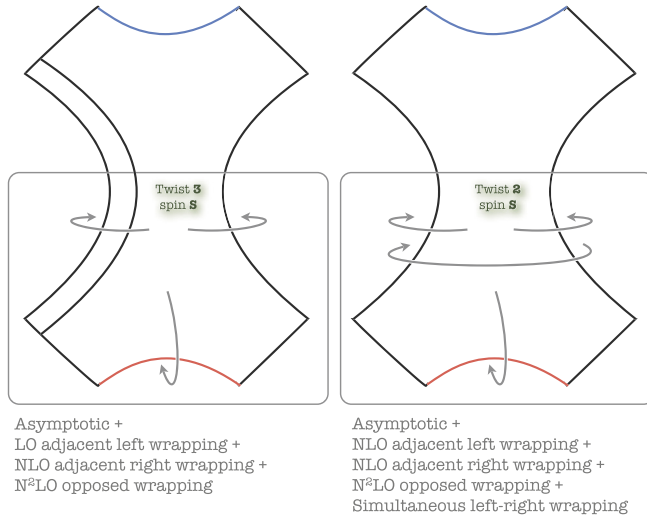 Twist 3
spin S
Asymptotic +
LO adjacent left wrapping +
NLO adjacent right wrapping +
N²LO opposed wrapping
Twist 2
spin S
Asymptotic +
NLO adjacent left wrapping +
NLO adjacent right wrapping +
N²LO opposed wrapping +
Simultaneous left-right wrapping